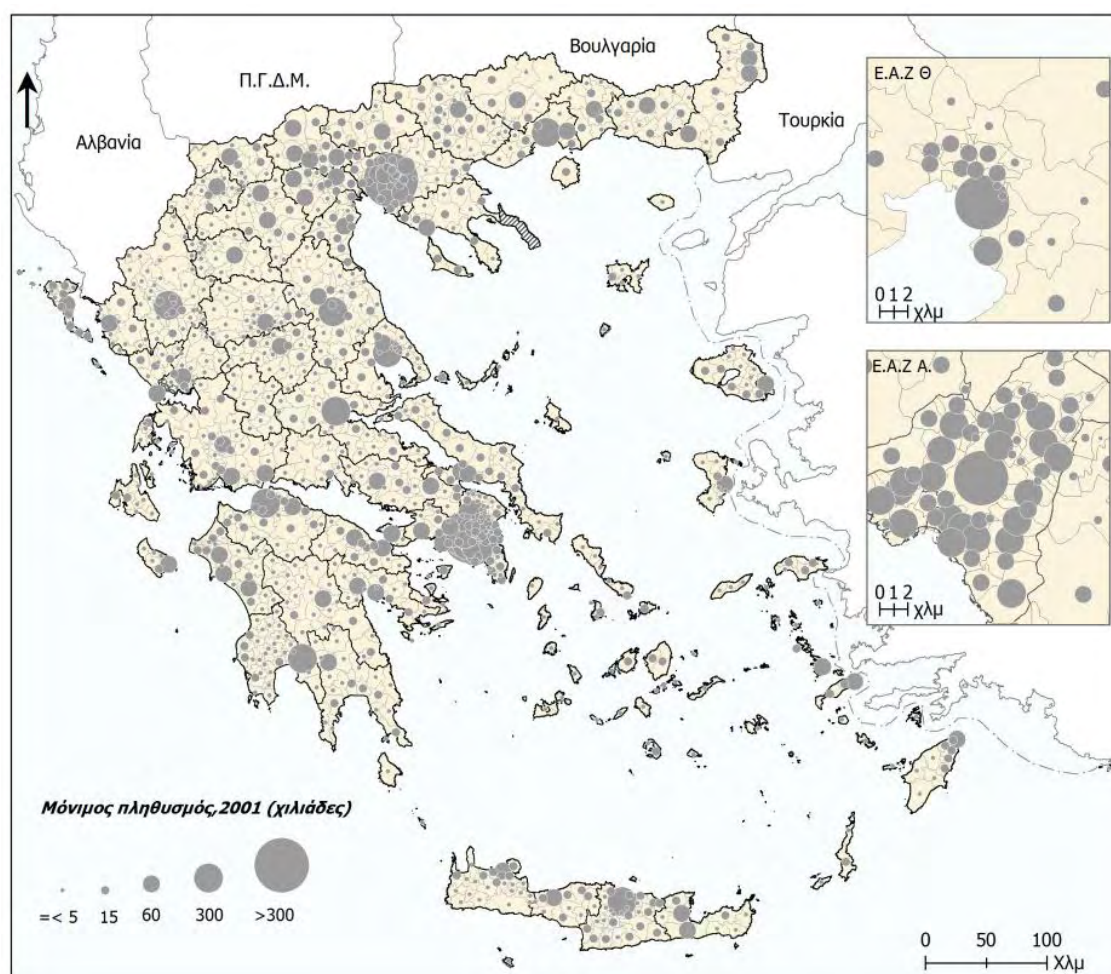 Βουλγαρία
Π.Γ.Δ.Μ.
Αλβανία
Τουρκία
Ε.Α.Ζ Θ
0 1 2
χλμ
Ε.Α.Ζ Α.
0 1 2
χλμ
Μόνιμος πληθυσμός,2001 (χιλιάδες)
=< 5 15 60 300 >300
0 50 100
Χλμ